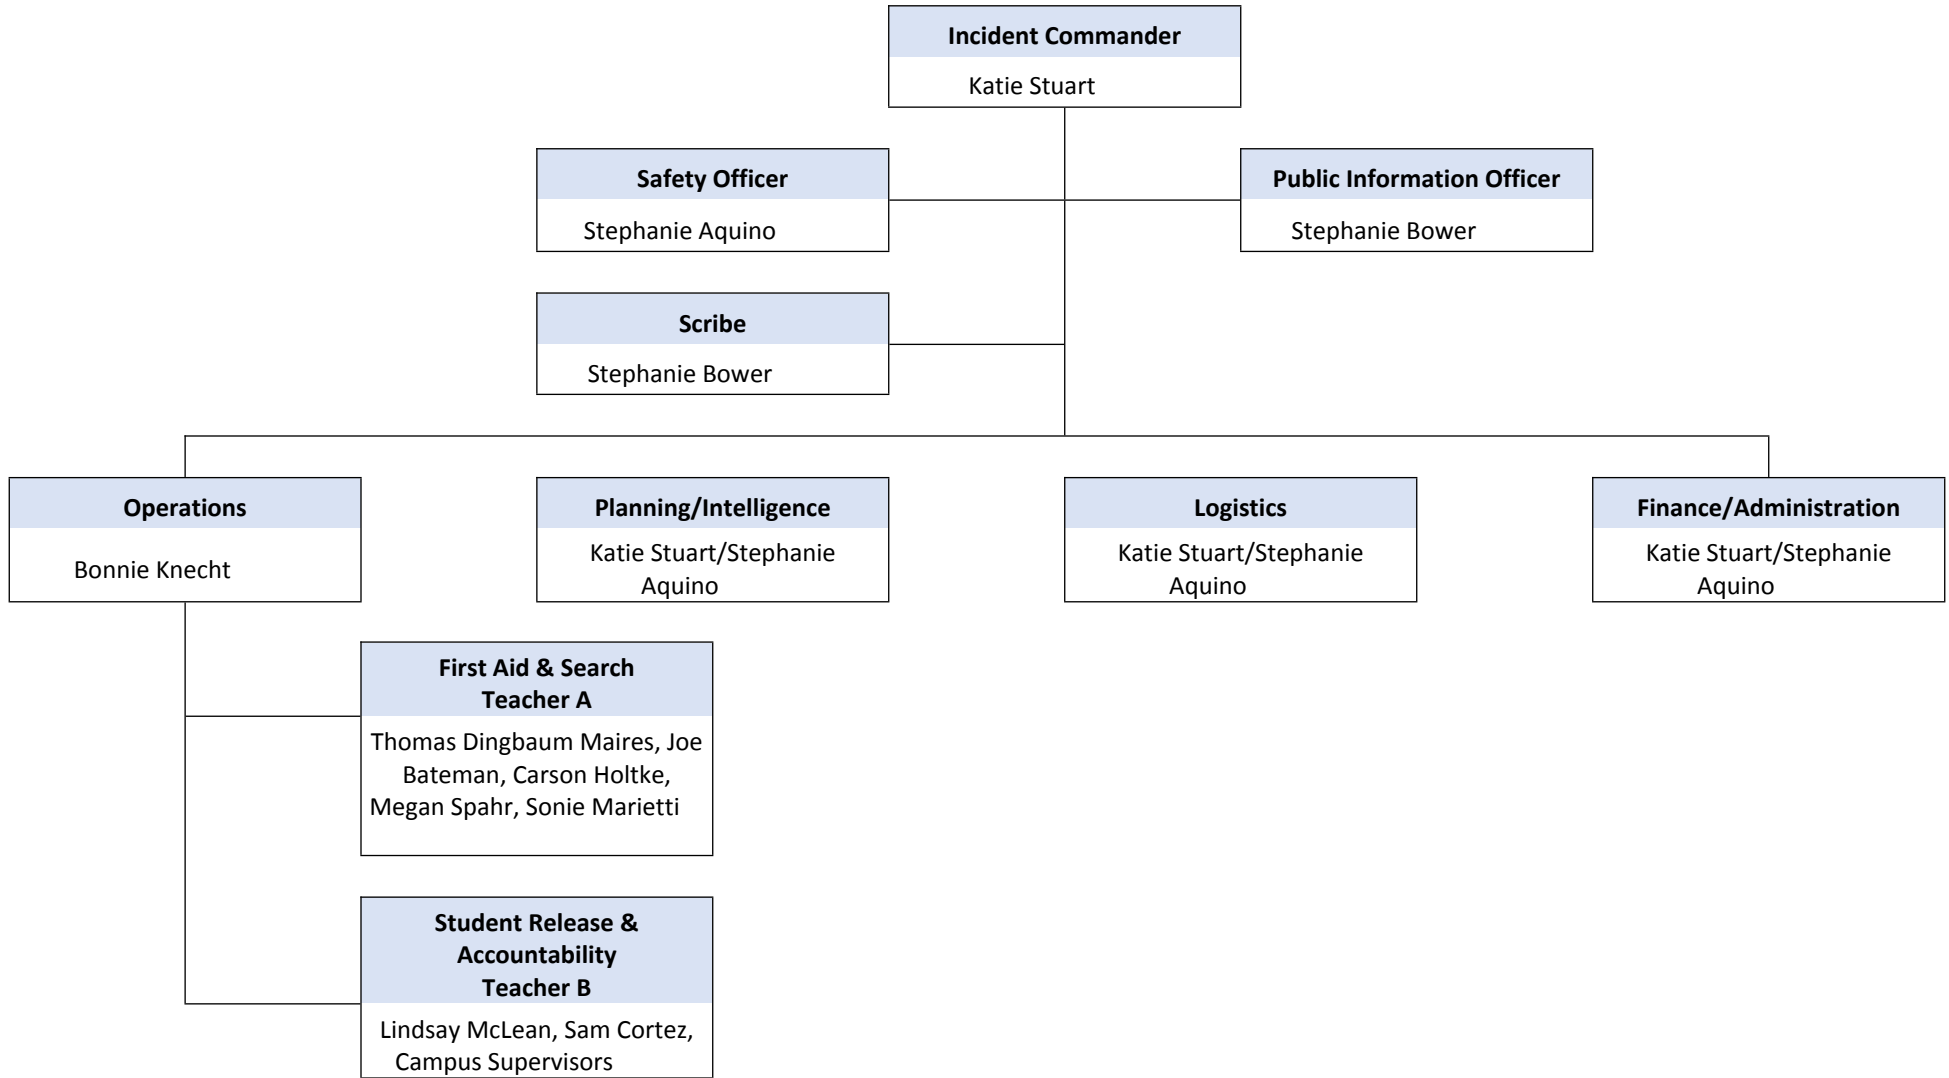 Incident Commander
Katie Stuart
Safety Officer
Stephanie Aquino
Public Information Officer
Stephanie Bower
Scribe
Stephanie Bower
Operations
Bonnie Knecht
Planning/Intelligence
Katie Stuart/Stephanie
Aquino
Logistics
Katie Stuart/Stephanie
Aquino
Finance/Administration
Katie Stuart/Stephanie
Aquino
First Aid & Search
Teacher A
Thomas Dingbaum Maires, Joe
Bateman, Carson Holtke,
Megan Spahr, Sonie Marietti
Student Release &
Accountability
Teacher B
Lindsay McLean, Sam Cortez,
Campus Supervisors